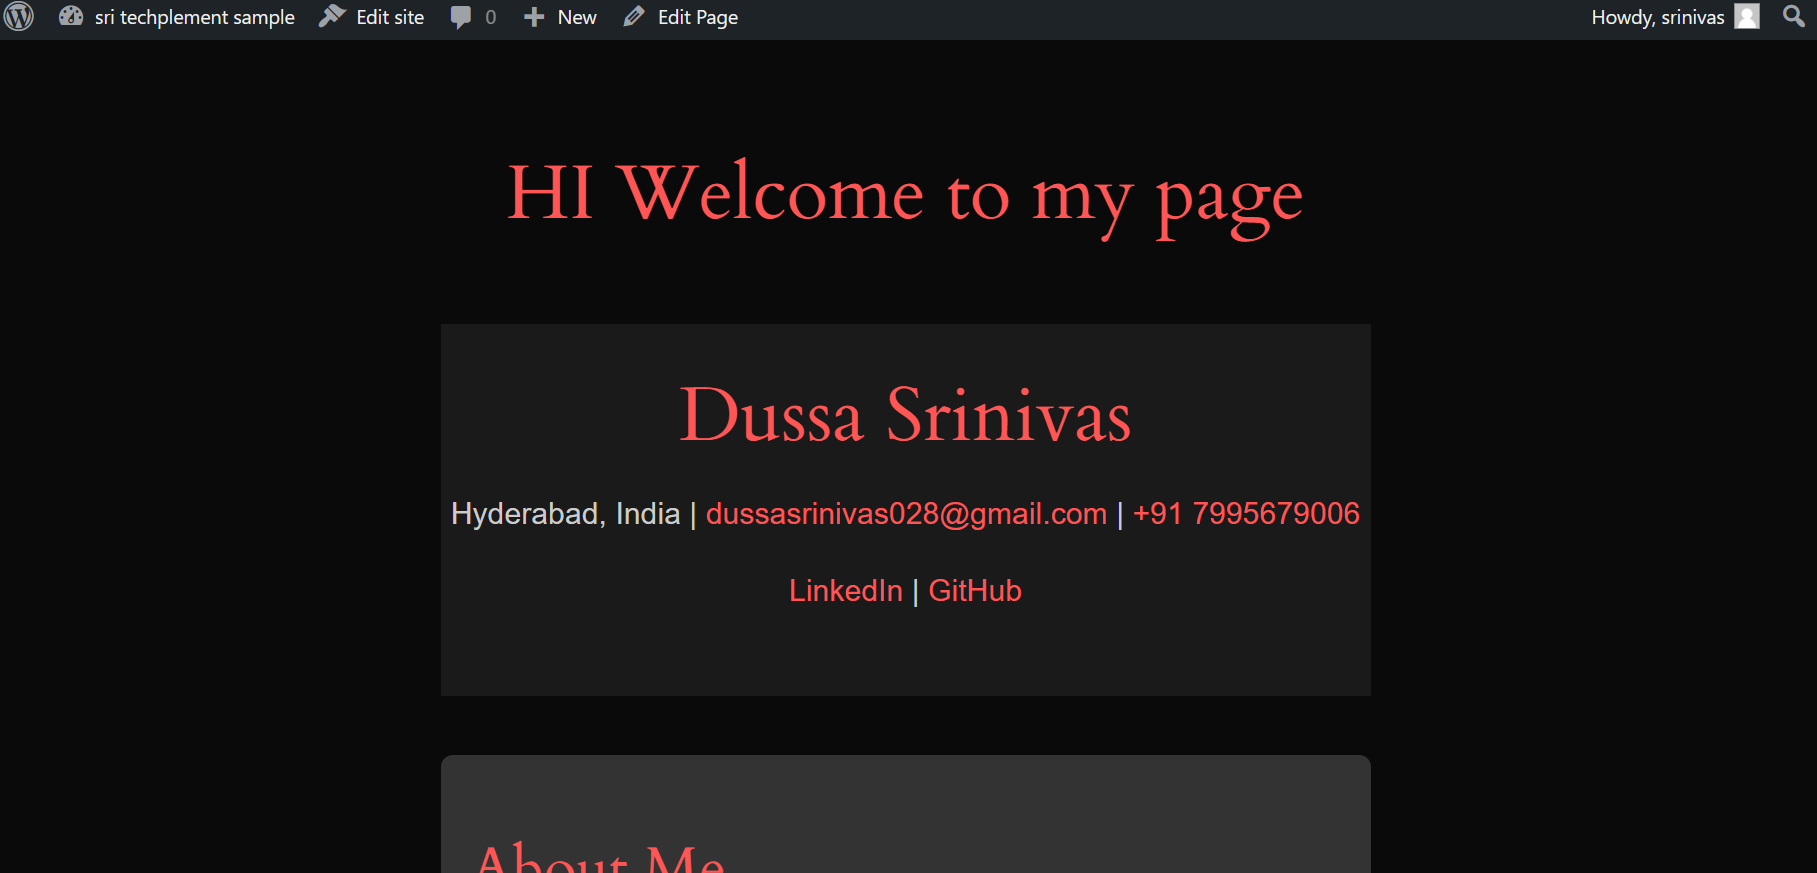 sri techplement sample Edit site 0 New Edit Page Howdy, srinivas
HI Welcome to my page
Dussa Srinivas
Hyderabad, India | dussasrinivas028@gmail.com | +91 7995679006
LinkedIn | GitHub
About Me